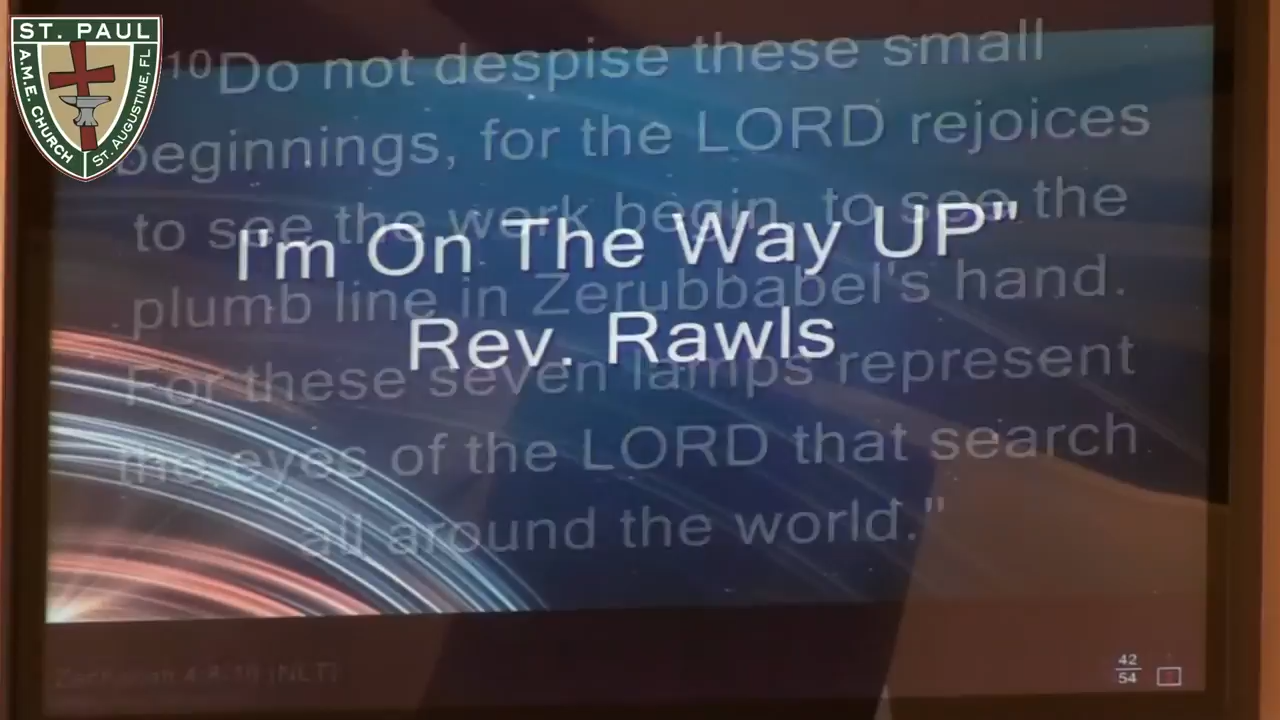 ST. PAUL
A.M.E. CHURCH
ST. AUGUSTINE, FL
10Do not despise these small
beginnings, for the LORD rejoices
to see the work begin, to see the
plumb line in Zerubbabel's hand.
For these seven lamps represent
the eyes of the LORD that search
all around the world."
I'm On The Way UP"
Rev. Rawls
(NLT)
42
54